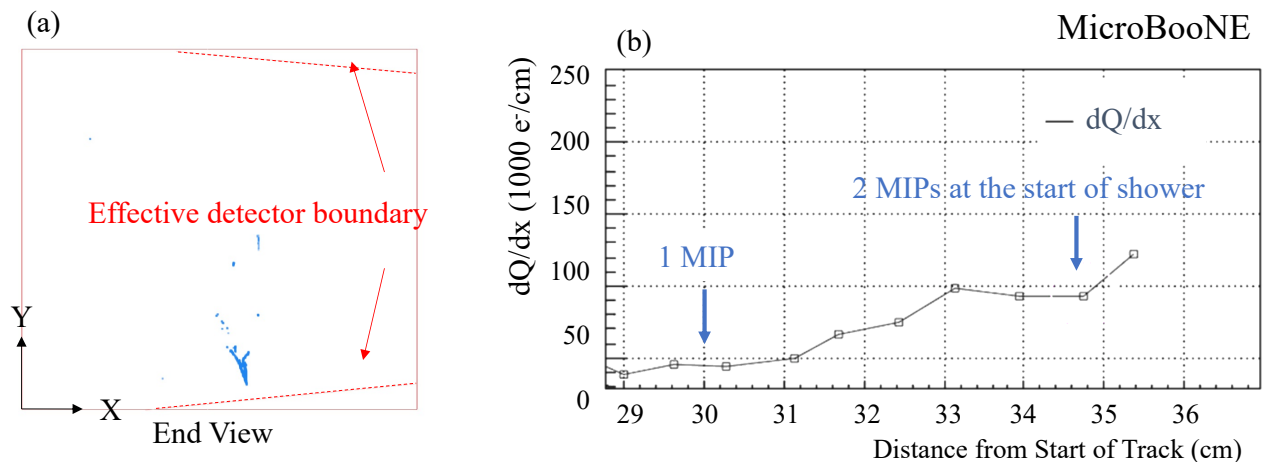 (a)
Effective detector boundary
Y
X
End View
(b)
MicroBooNE
dQ/dx (1000 e-/cm)
250
200
150
100
50
0
dQ/dx
2 MIPs at the start of shower
1 MIP
29 30 31 32 33 34 35 36
Distance from Start of Track (cm)